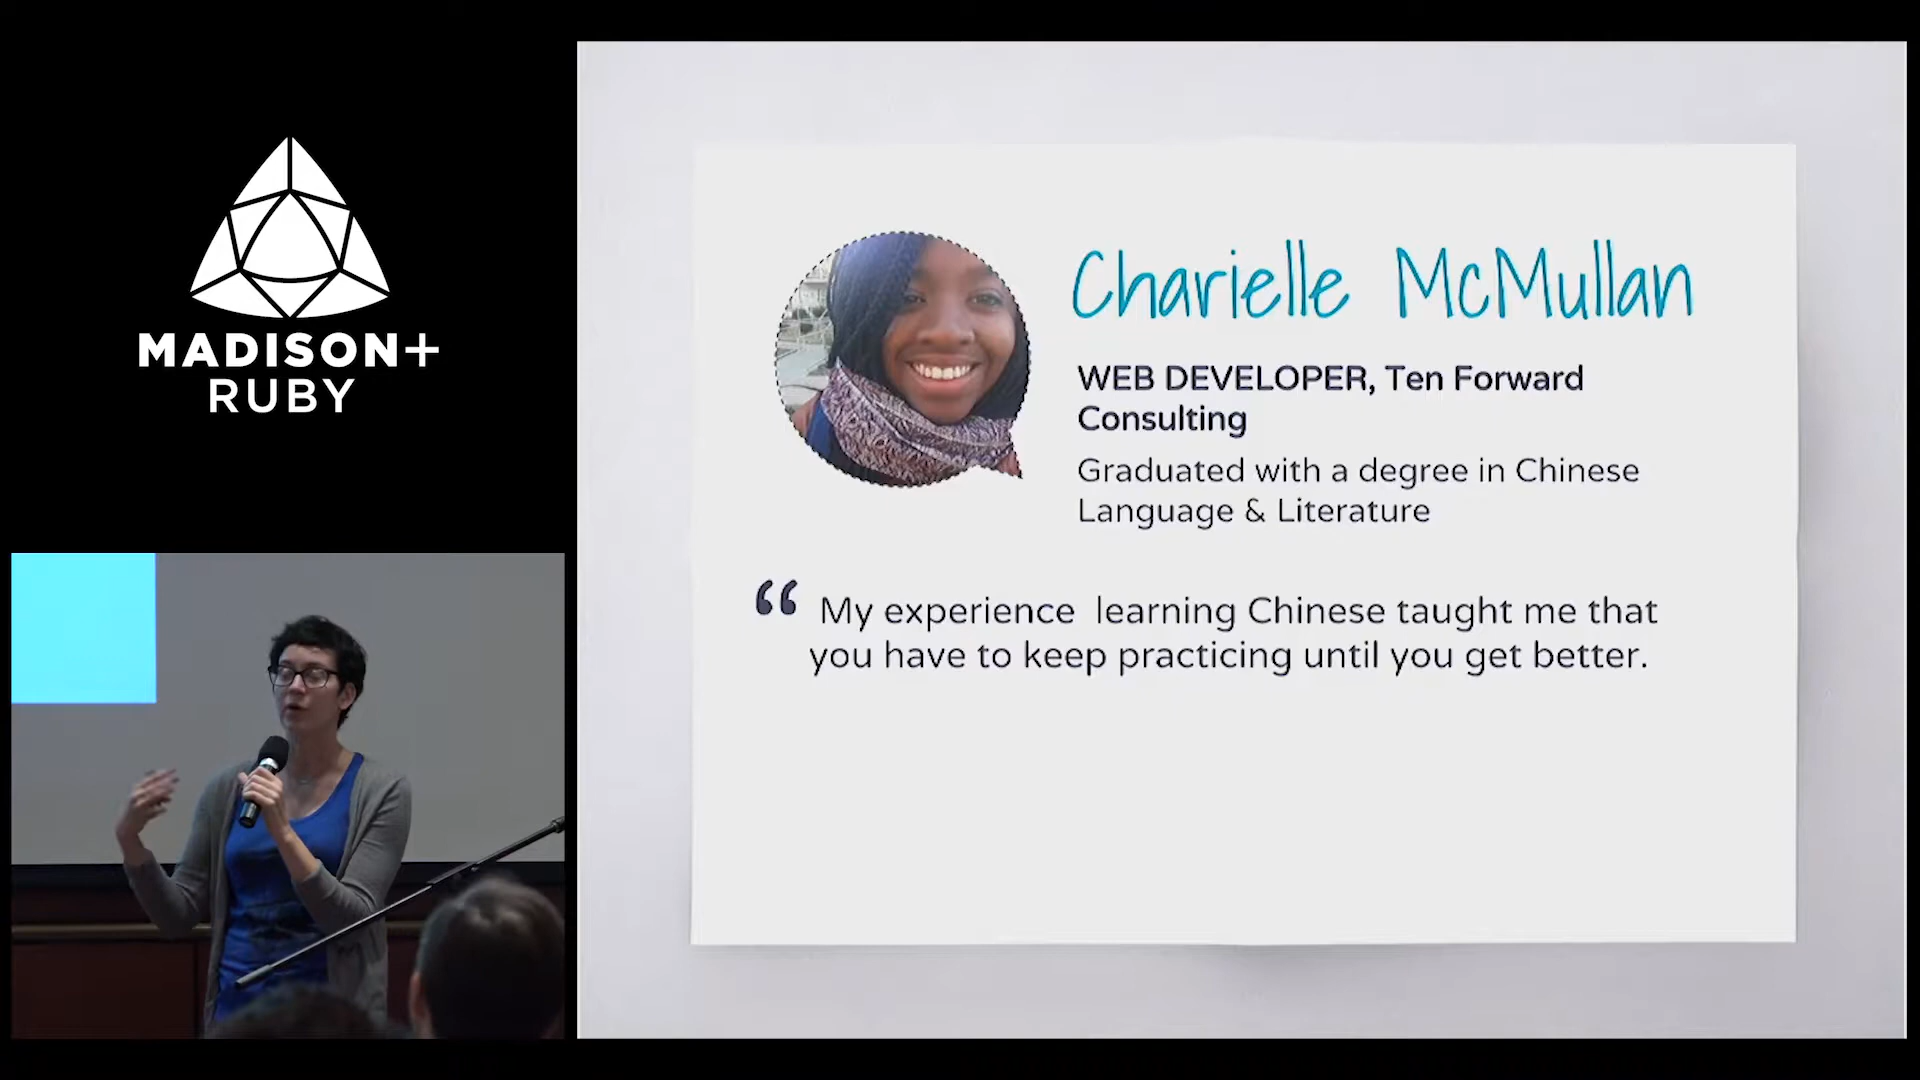 MADISON+
RUBY
Charielle McMullan
WEB DEVELOPER, Ten Forward
Consulting
Graduated with a degree in Chinese
Language & Literature
“ My experience  learning Chinese taught me that
you have to keep practicing until you get better.